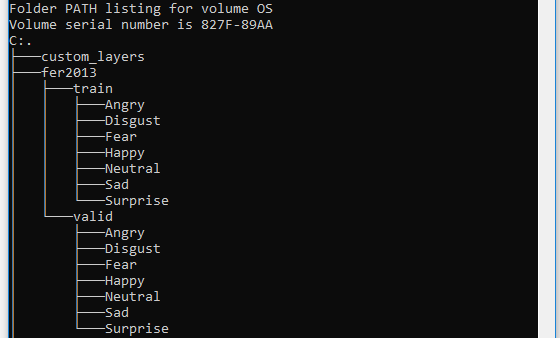 Folder PATH listing for volume OS
Volume serial number is 827F-89AA
C:.
├───custom_layers
├───fer2013
│   ├───train
│   │   ├───Angry
│   │   ├───Disgust
│   │   ├───Fear
│   │   ├───Happy
│   │   ├───Neutral
│   │   ├───Sad
│   │   └───Surprise
│   └───valid
│       ├───Angry
│       ├───Disgust
│       ├───Fear
│       ├───Happy
│       ├───Neutral
│       ├───Sad
│       └───Surprise